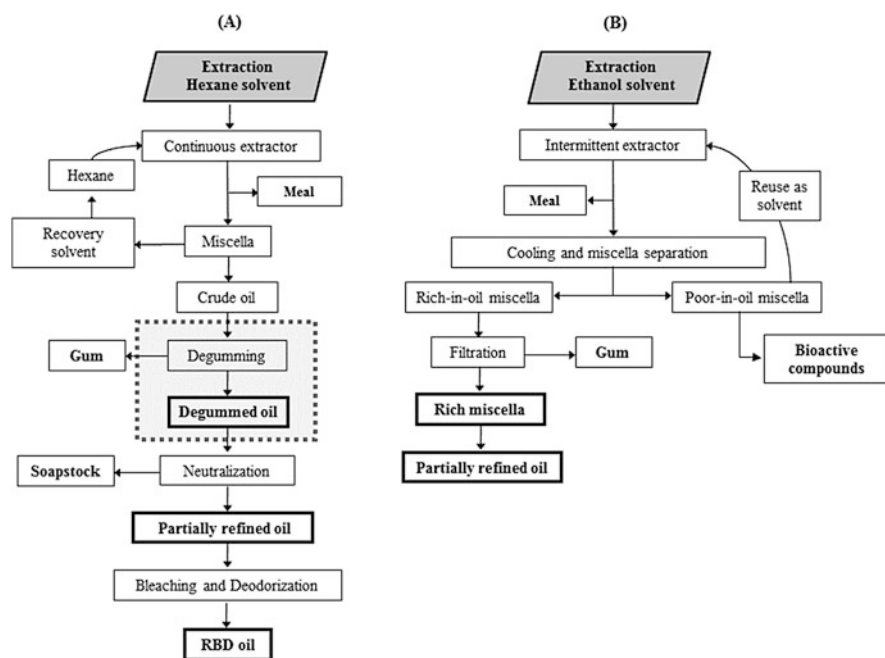 (A)
Extraction
Hexane solvent
Continuous extractor
Hexane
Meal
Recovery
solvent
Miscella
Crude oil
Gum
Degumming
Degummed oil
Soapstock
Neutralization
Partially refined oil
Bleaching and Deodorization
RBD oil
(B)
Extraction
Ethanol solvent
Intermittent extractor
Meal
Reuse as
solvent
Cooling and miscella separation
Rich-in-oil miscella
Poor-in-oil miscella
Filtration
Gum
Bioactive
compounds
Rich miscella
Partially refined oil